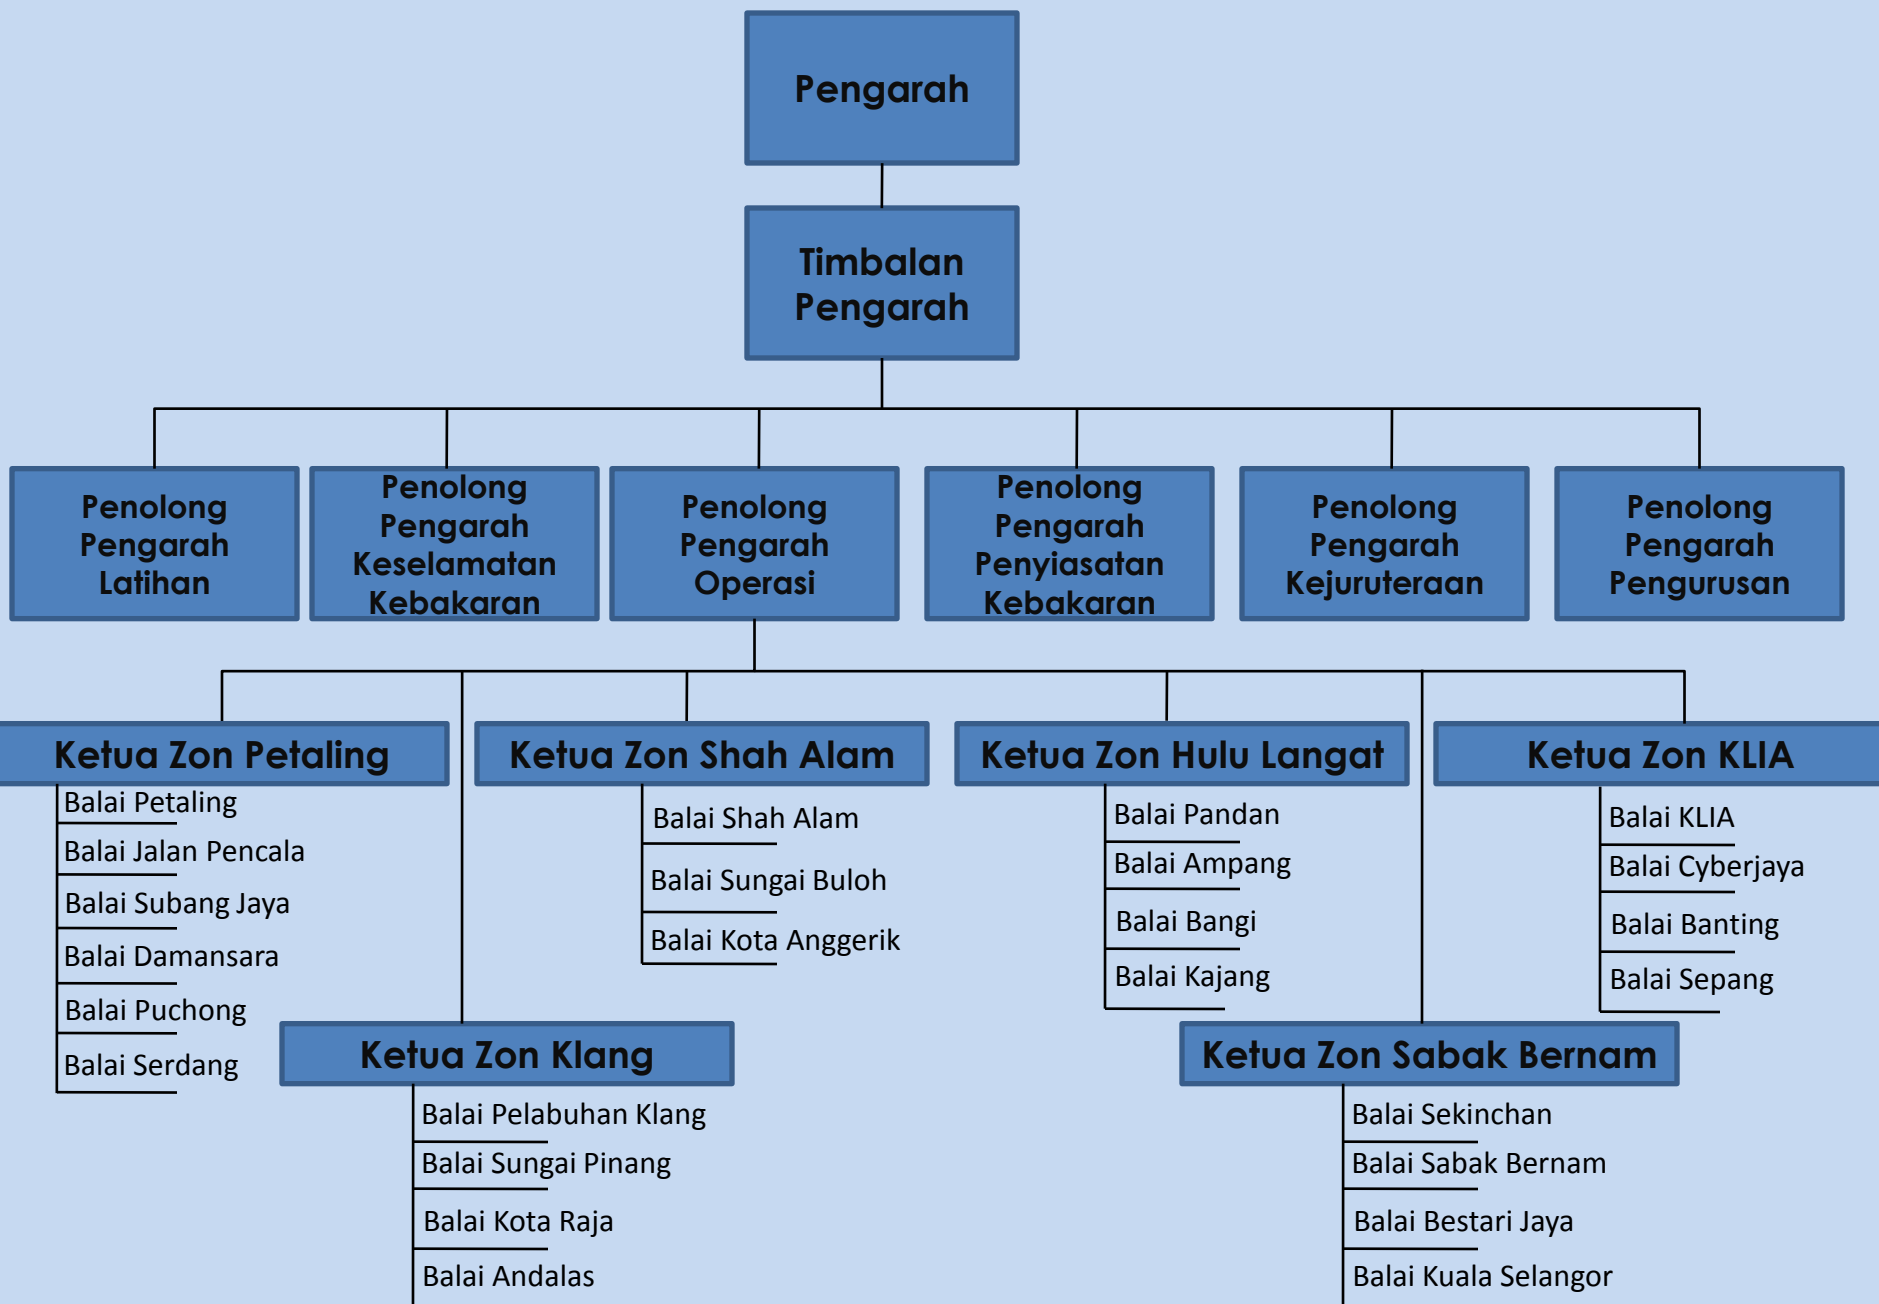 Pengarah
Timbalan
Pengarah
Penolong
Pengarah
Latihan
Penolong
Pengarah
Keselamatan
Kebakaran
Penolong
Pengarah
Operasi
Penolong
Pengarah
Penyiasatan
Kebakaran
Penolong
Pengarah
Kejuruteraan
Penolong
Pengarah
Pengurusan
Ketua Zon Petaling
Balai Petaling
Balai Jalan Pencala
Balai Subang Jaya
Balai Damansara
Balai Puchong
Balai Serdang
Ketua Zon Shah Alam
Balai Shah Alam
Balai Sungai Buloh
Balai Kota Anggerik
Ketua Zon Hulu Langat
Balai Pandan
Balai Ampang
Balai Bangi
Balai Kajang
Ketua Zon KLIA
Balai KLIA
Balai Cyberjaya
Balai Banting
Balai Sepang
Ketua Zon Klang
Balai Pelabuhan Klang
Balai Sungai Pinang
Balai Kota Raja
Balai Andalas
Ketua Zon Sabak Bernam
Balai Sekinchan
Balai Sabak Bernam
Balai Bestari Jaya
Balai Kuala Selangor